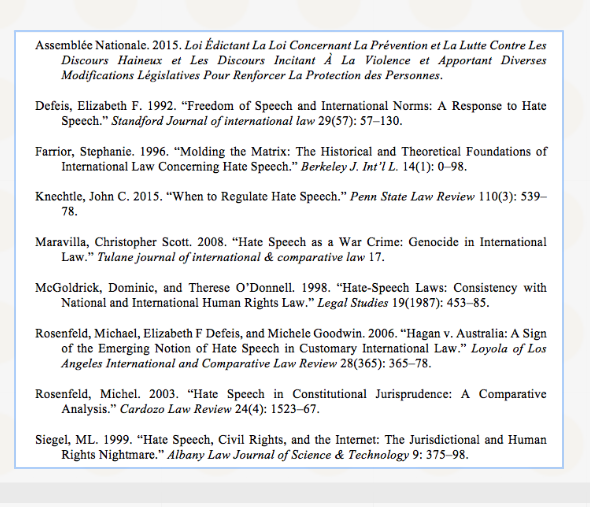 Assemblée Nationale. 2015. Loi Édictant La Loi Concernant La Prévention et La Lutte Contre Les
Discours Haineux et Les Discours Incitant À La Violence et Apportant Diverses
Modifications Législatives Pour Renforcer La Protection des Personnes.
Defeis, Elizabeth F. 1992. “Freedom of Speech and International Norms: A Response to Hate
Speech.” Standford Journal of international law 29(57): 57–130.
Farrior, Stephanie. 1996. “Molding the Matrix: The Historical and Theoretical Foundations of
International Law Concerning Hate Speech.” Berkeley J. Int’l L. 14(1): 0–98.
Knechtle, John C. 2015. “When to Regulate Hate Speech.” Penn State Law Review 110(3): 539–
78.
Maravilla, Christopher Scott. 2008. “Hate Speech as a War Crime: Genocide in International
Law.” Tulane journal of international & comparative law 17.
McGoldrick, Dominic, and Therese O’Donnell. 1998. “Hate-Speech Laws: Consistency with
National and International Human Rights Law.” Legal Studies 19(1987): 453–85.
Rosenfeld, Michael, Elizabeth F Defeis, and Michele Goodwin. 2006. “Hagan v. Australia: A Sign
of the Emerging Notion of Hate Speech in Customary International Law.” Loyola of Los
Angeles International and Comparative Law Review 28(365): 365–78.
Rosenfeld, Michel. 2003. “Hate Speech in Constitutional Jurisprudence: A Comparative
Analysis.” Cardozo Law Review 24(4): 1523–67.
Siegel, ML. 1999. “Hate Speech, Civil Rights, and the Internet: The Jurisdictional and Human
Rights Nightmare.” Albany Law Journal of Science & Technology 9: 375–98.